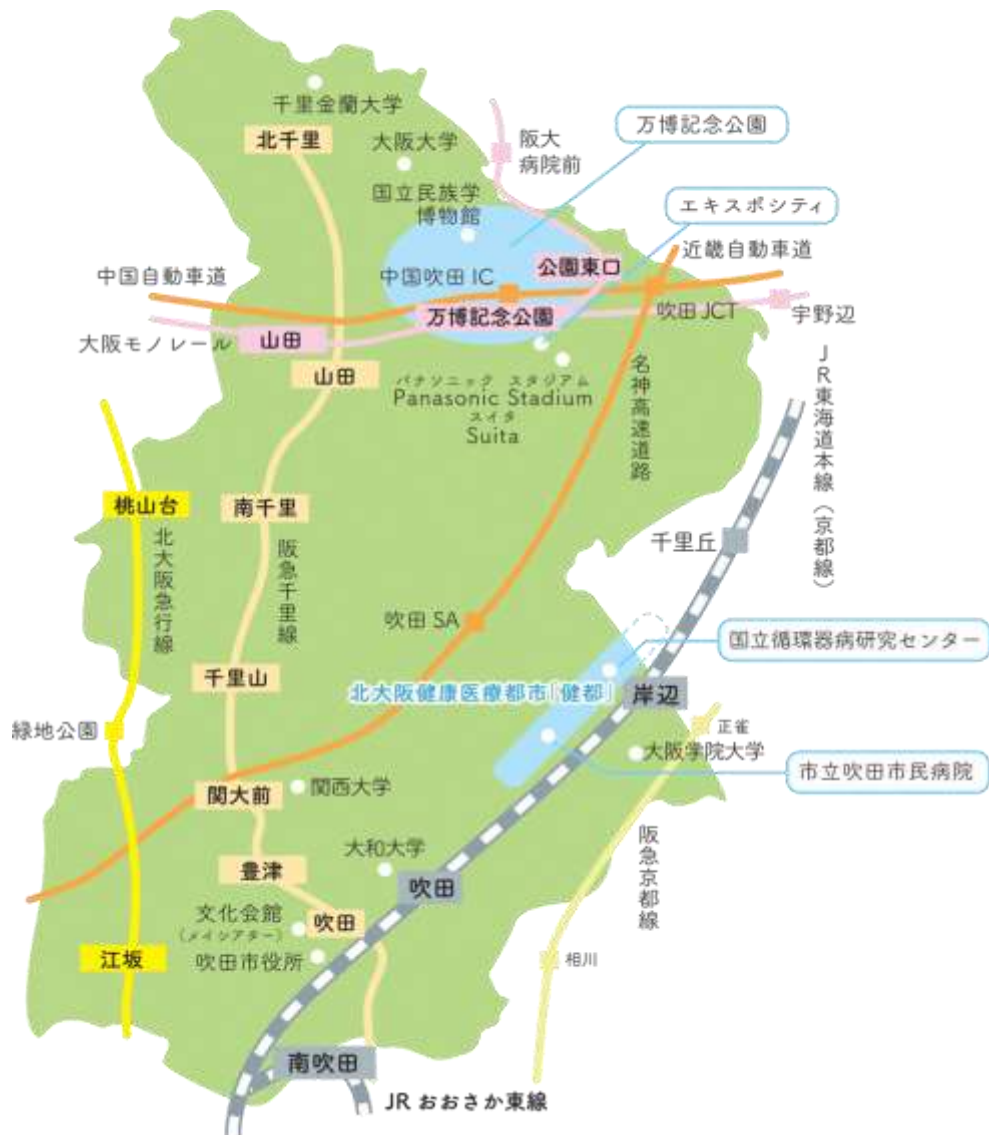 千里金蘭大学
北千里
大阪大学
阪大
病院前
万博記念公園
国立民族学
博物館
エキスポシティ
近畿自動車道
公園東口
中国自動車道
中国吹田 IC
万博記念公園
吹田 JCT
宇野辺
大阪モノレール
山田
山田
パナソニック スタジアム
Panasonic Stadium
スイタ
Suita
名神高速道路
JR東海道本線（京都線）
桃山台
北大阪急行線
南千里
阪急千里線
千里丘
吹田 SA
国立循環器病研究センター
千里山
北大阪健康医療都市「健都」
岸辺
緑地公園
正雀
大阪学院大学
市立吹田市民病院
関大前
関西大学
阪急京都線
大和大学
豊津
吹田
文化会館
（メイシアター）
吹田
江坂
吹田市役所
相川
南吹田
JR おおさか東線